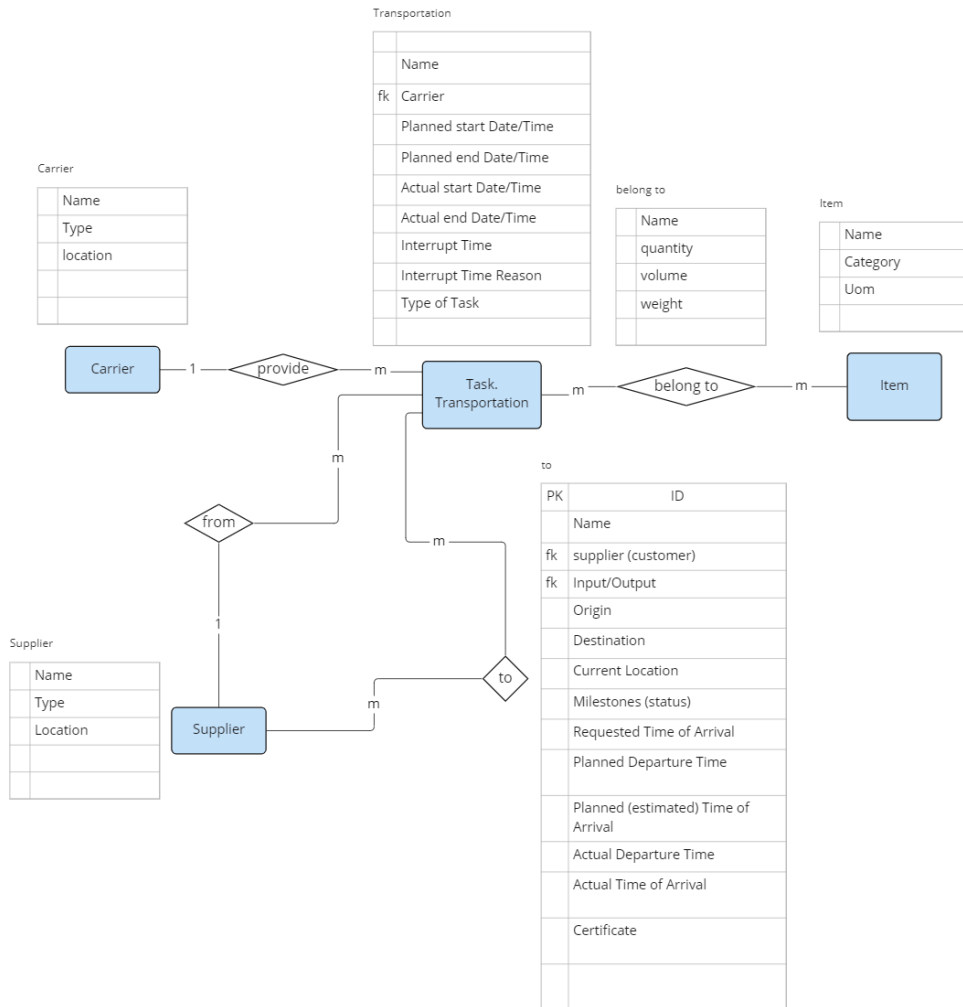 Transportation
Name
fk Carrier
Planned start Date/Time
Planned end Date/Time
Actual start Date/Time
Actual end Date/Time
Interrupt Time
Interrupt Time Reason
Type of Task
Carrier
Name
Type
location
belong to
Name
quantity
volume
weight
Item
Name
Category
Uom
Carrier
1
provide
m
Task.
Transportation
m
belong to
m
Item
m
from
1
m
to
m
Supplier
Supplier
Name
Type
Location
to
PK ID
Name
fk supplier (customer)
fk Input/Output
Origin
Destination
Current Location
Milestones (status)
Requested Time of Arrival
Planned Departure Time
Planned (estimated) Time of
Arrival
Actual Departure Time
Actual Time of Arrival
Certificate